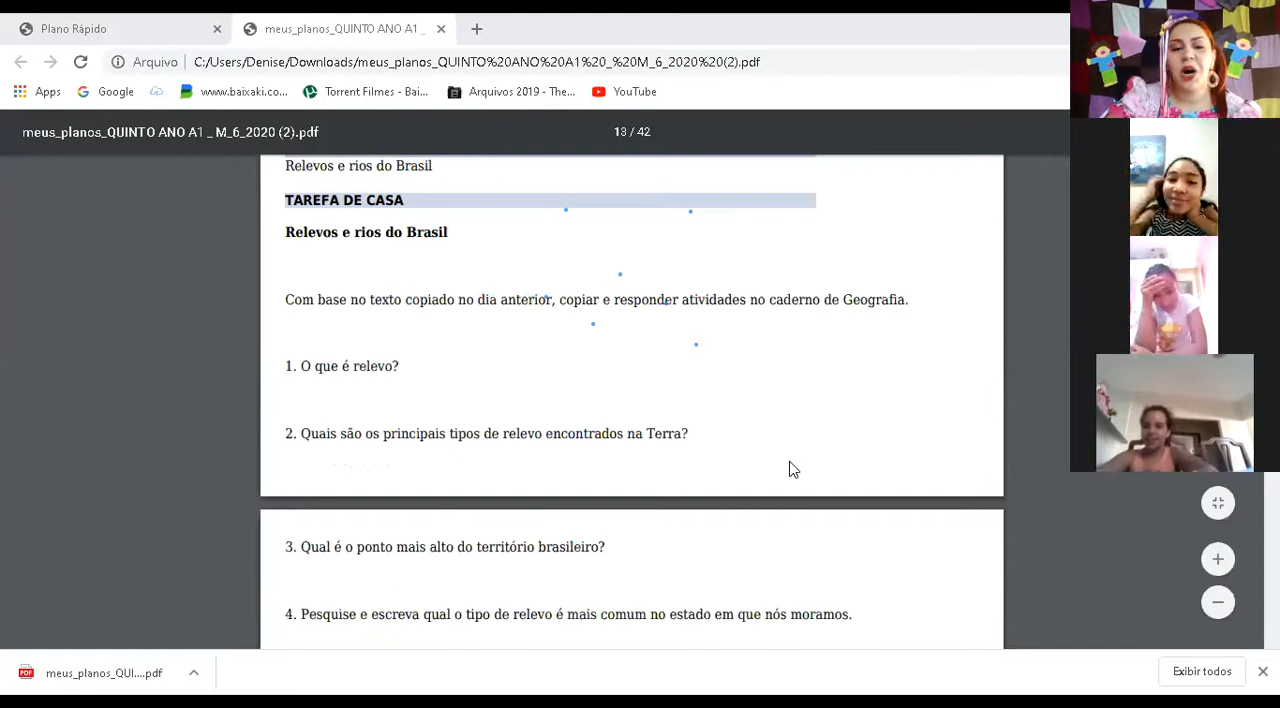 Plano Rápido
meus_planos_QUINTO ANO A1 _
Arquivo
C:/Users/Denise/Downloads/meus_planos_QUINTO%20ANO%20A1%20_%20M_6_2020%20(2).pdf
Apps
Google
www.baixaki.co...
Torrent Filmes - Bai...
Arquivos 2019 - The...
YouTube
meus_planos_QUINTO ANO A1 _ M_6_2020 (2).pdf
13 / 42
Relevos e rios do Brasil
TAREFA DE CASA
Relevos e rios do Brasil
Com base no texto copiado no dia anterior, copiar e responder atividades no caderno de Geografia.
1. O que é relevo?
2. Quais são os principais tipos de relevo encontrados na Terra?
3. Qual é o ponto mais alto do território brasileiro?
4. Pesquise e escreva qual o tipo de relevo é mais comum no estado em que nós moramos.
PDF
meus_planos_QUI....pdf
Exibir todos